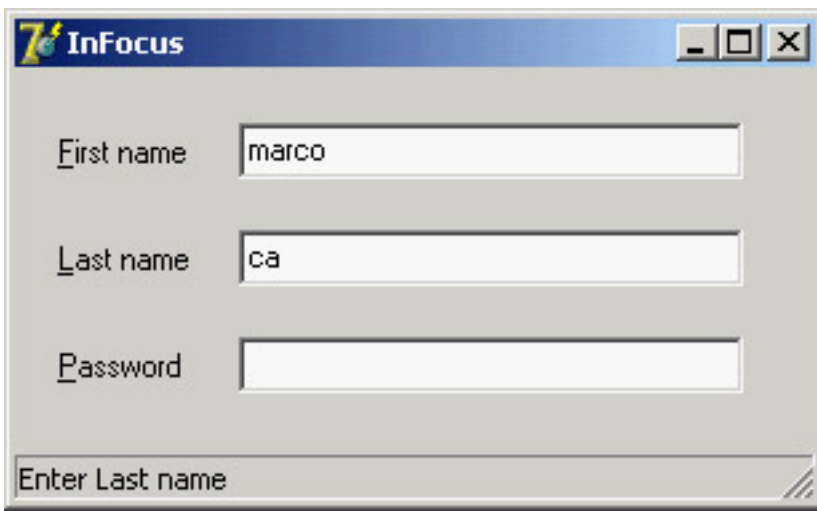 InFocus
First name marco
Last name ca
Password
Enter Last name